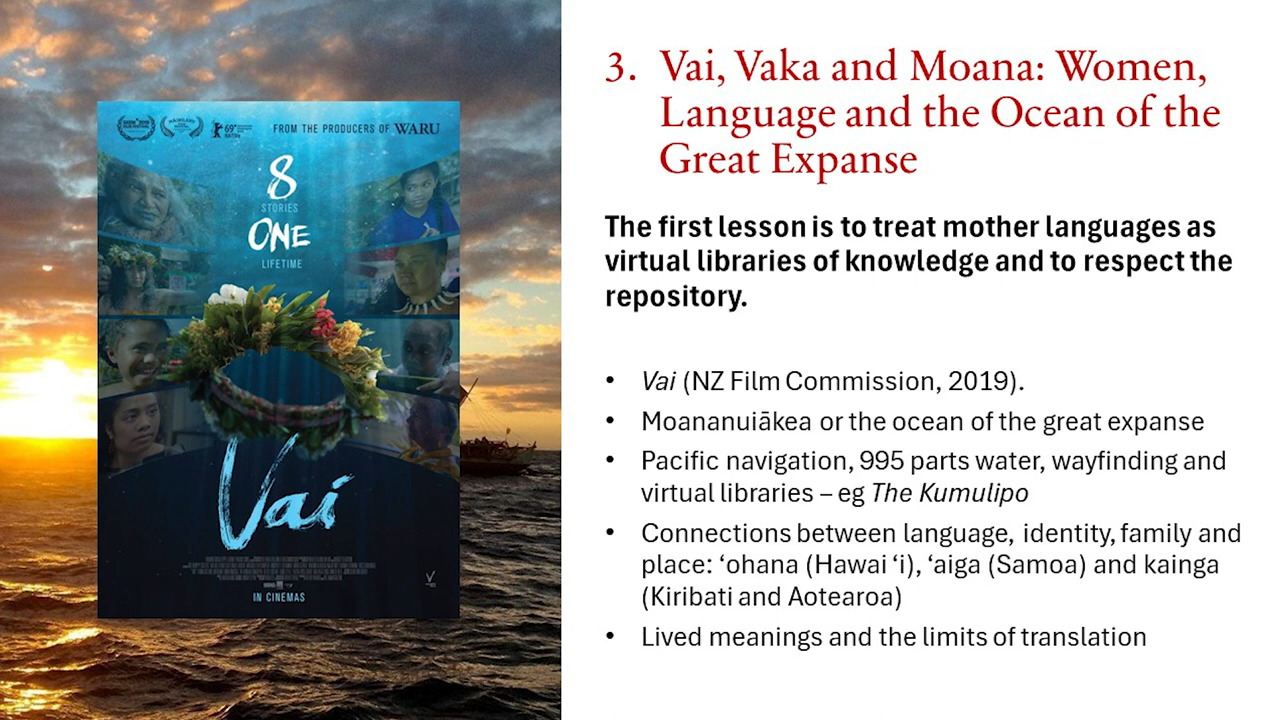 FROM THE PRODUCERS OF WARU
8
STORIES
ONE
LIFETIME
Vai
IN CINEMAS
3. Vai, Vaka and Moana: Women,
Language and the Ocean of the
Great Expanse
The first lesson is to treat mother languages as
virtual libraries of knowledge and to respect the
repository.
• Vai (NZ Film Commission, 2019).
• Moananuiākea or the ocean of the great expanse
• Pacific navigation, 995 parts water, wayfinding and
virtual libraries – eg The Kumulipo
• Connections between language, identity, family and
place: ‘ohana (Hawai ‘i), ‘aiga (Samoa) and kainga
(Kiribati and Aotearoa)
• Lived meanings and the limits of translation